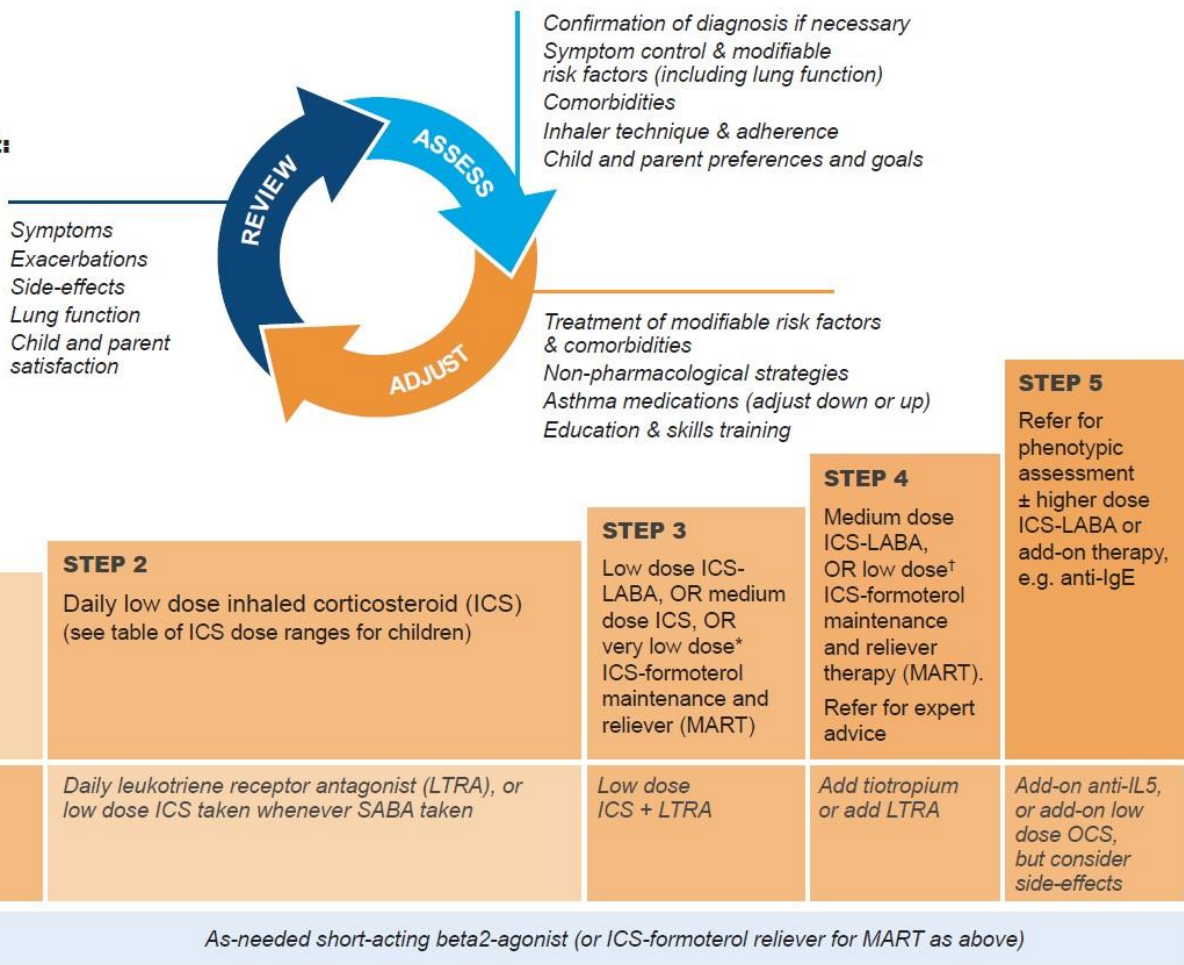 Confirmation of diagnosis if necessary
Symptom control & modifiable
risk factors (including lung function)
Comorbidities
Inhaler technique & adherence
Child and parent preferences and goals
REVIEW
ASSESS
ADJUST
Symptoms
Exacerbations
Side-effects
Lung function
Child and parent
satisfaction
Treatment of modifiable risk factors
& comorbidities
Non-pharmacological strategies
Asthma medications (adjust down or up)
Education & skills training
STEP 2
Daily low dose inhaled corticosteroid (ICS)
(see table of ICS dose ranges for children)
STEP 3
Low dose ICS-
LABA, OR medium
dose ICS, OR
very low dose*
ICS-formoterol
maintenance and
reliever (MART)
STEP 4
Medium dose
ICS-LABA,
OR low dose†
ICS-formoterol
maintenance
and reliever
therapy (MART).
Refer for expert
advice
STEP 5
Refer for
phenotypic
assessment
± higher dose
ICS-LABA or
add-on therapy,
e.g. anti-IgE
Daily leukotriene receptor antagonist (LTRA), or
low dose ICS taken whenever SABA taken
Low dose
ICS + LTRA
Add tiotropium
or add LTRA
Add-on anti-IL5,
or add-on low
dose OCS,
but consider
side-effects
As-needed short-acting beta2-agonist (or ICS-formoterol reliever for MART as above)